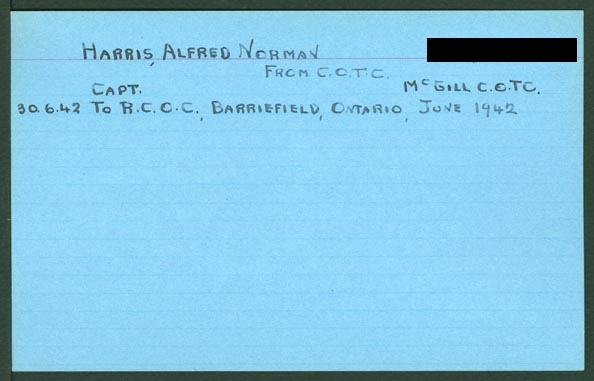 HARRIS, ALFRED NORMAN
FROM C.O.T.C.
CAPT. McGILL C.O.T.C.
30.6.42 TO R.C.O.C., BARRIEFIELD, ONTARIO, JUNE 1942